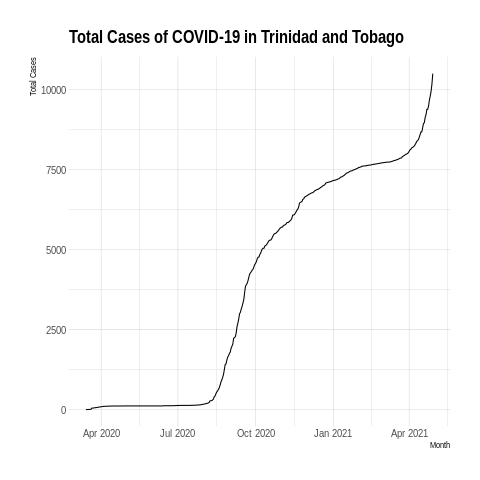 Total Cases of COVID-19 in Trinidad and Tobago
Total Cases
10000
7500
5000
2500
0
Apr 2020 Jul 2020 Oct 2020 Jan 2021 Apr 2021
Month